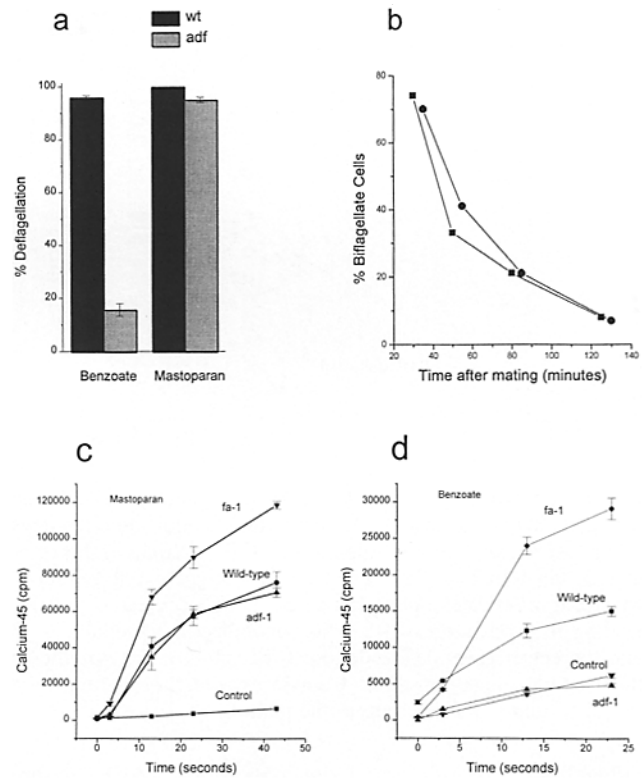 a
wt
adf
% Deflagellation
100
80
60
40
20
0
Benzoate Mastoparan
b
% Biflagellate Cells
80
60
40
20
0
20 40 60 80 100 120 140
Time after mating (minutes)
c
Mastoparan
Calcium-45 (cpm)
120000
100000
80000
60000
40000
20000
0
fa-1
Wild-type
adf-1
Control
0 10 20 30 40 50
Time (seconds)
d
Benzoate
Calcium-45 (cpm)
30000
25000
20000
15000
10000
5000
0
fa-1
Wild-type
Control
adf-1
0 5 10 15 20 25
Time (seconds)